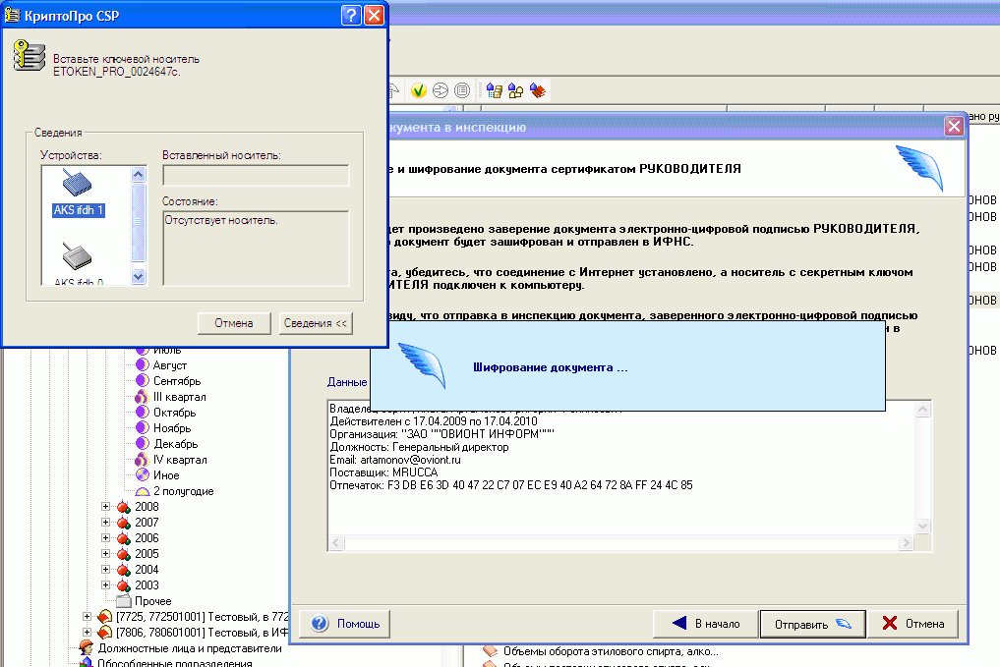 КриптоПро CSP
Вставьте ключевой носитель
ETOKEN_PRO_0024647c.
Сведения
Устройства:
AKS ifdh 1
AKS ifdh 0
Вставленный носитель:
Состояние:
Отсутствует носитель.
Отмена
Сведения <<
кумента в инспекцию
е и шифрование документа сертификатом РУКОВОДИТЕЛЯ
ет произведено заверение документа электронно-цифровой подписью РУКОВОДИТЕЛЯ,
документ будет зашифрован и отправлен в ИФНС.
та, убедитесь, что соединение с Интернет установлено, а носитель с секретным ключом
ИТЕЛЯ подключен к компьютеру.
виду, что отправка в инспекцию документа, заверенного электронно-цифровой подписью
н в
Шифрование документа ...
Данные
Действителен с 17.04.2009 по 17.04.2010
Организация: "ЗАО ""ОВИОНТ ИНФОРМ"""
Должность: Генеральный директор
Email: artamonov@oviont.ru
Поставщик: MRUCCA
Отпечаток: F3 DB E6 3D 40 47 22 C7 07 EC E9 40 A2 64 72 8A FF 24 4C 85
Помощь
В начало
Отправить
Отмена
ано ру
ОНОВ
ОНОВ
ОНОВ
ОНОВ
ОНОВ
ОНОВ
Июль
Август
Сентябрь
III квартал
Октябрь
Ноябрь
Декабрь
IV квартал
Иное
2 полугодие
2008
2007
2006
2005
2004
2003
Прочее
[7725, 772501001] Тестовый, в 772
[7806, 780601001] Тестовый, в ИФ
Должностные лица и представители
Обособленные подразделения
Объемы оборота этилового спирта, алко...